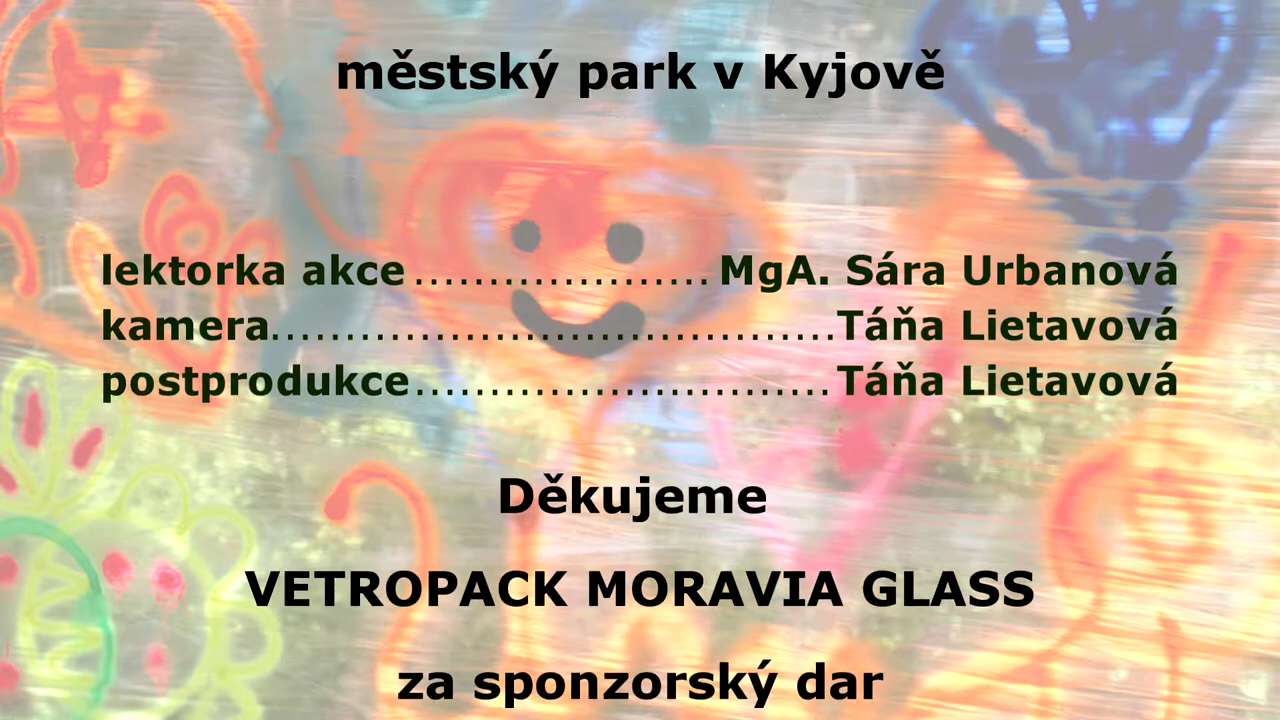 městský park v Kyjově
lektorka akce.....................MgA. Sára Urbanová
kamera.......................................Táňa Lietavová
postprodukce.............................Táňa Lietavová
Děkujeme
VETROPACK MORAVIA GLASS
za sponzorský dar